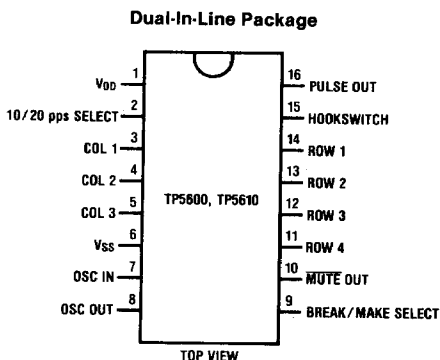 Dual-In-Line Package
VDD 1
10/20 pps SELECT 2
COL 1 3
COL 2 4
COL 3 5
VSS 6
OSC IN 7
OSC OUT 8
TP5600, TP5610
16 PULSE OUT
15 HOOKSWITCH
14 ROW 1
13 ROW 2
12 ROW 3
11 ROW 4
10 MUTE OUT
9 BREAK/MAKE SELECT
TOP VIEW